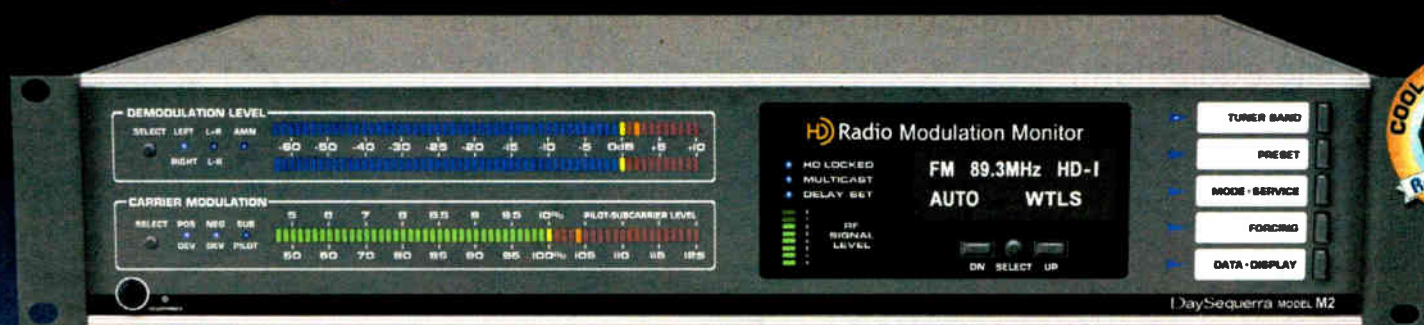 DEMODULATION LEVEL
SELECT LEFT L+R AMN
RIGHT L-R
-60 -50 -40 -30 -25 -20 -15 -10 -5 0dB +5 +10
CARRIER MODULATION
SELECT POS NEG SUB
DEV DEV PILOT
5 6 7 8 8.5 9 9.5 10% PILOT-SUBCARRIER LEVEL
50 60 70 80 85 90 95 100% 105 110 115 125
HD Radio Modulation Monitor
HD LOCKED
MULTICAST
DELAY SET
RF
SIGNAL
LEVEL
FM 89.3MHz HD-1
AUTO WTLS
DN SELECT UP
TUNER BAND
PRESET
MODE • SERVICE
FORCING
DATA • DISPLAY
DaySequerra MODEL M2
COOL